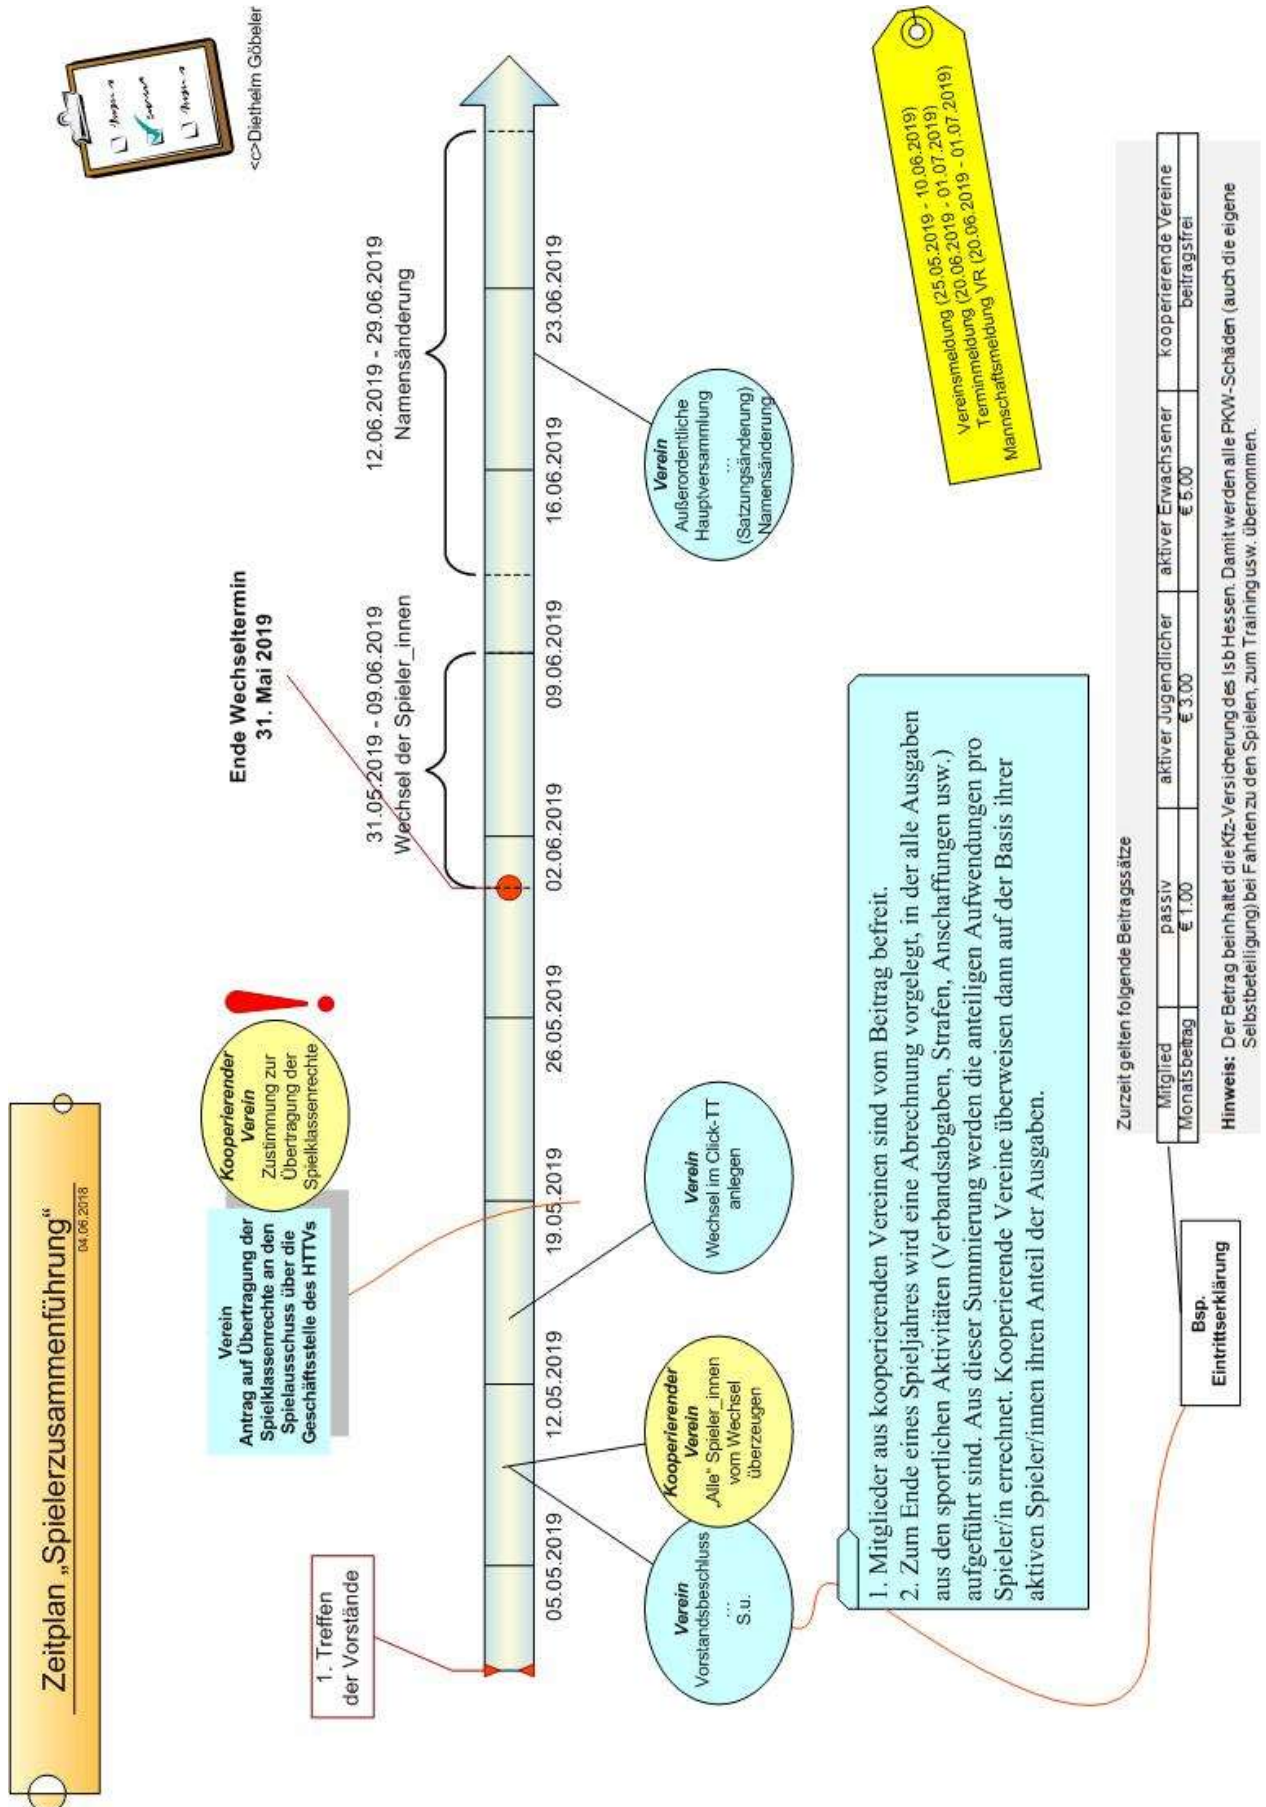 Zeitplan „Spielerzusammenführung“
04.06.2018
<c>Diethelm Göbeler
Verein
Antrag auf Übertragung der
Spielklassenrechte an den
Spielausschuss über die
Geschäftsstelle des HTTVs
Kooperierender
Verein
Zustimmung zur
Übertragung der
Spielklassenrechte
Ende Wechseltermin
31. Mai 2019
1. Treffen
der Vorstände
31.05.2019 - 09.06.2019
Wechsel der Spieler_innen
12.06.2019 - 29.06.2019
Namensänderung
05.05.2019
12.05.2019
19.05.2019
26.05.2019
02.06.2019
09.06.2019
16.06.2019
23.06.2019
Verein
Vorstandsbeschluss
...
S.u.
Kooperierender
Verein
„Alle“ Spieler_innen
vom Wechsel
überzeugen
Verein
Wechsel im Click-TT
anlegen
Verein
Außerordentliche
Hauptversammlung
...
(Satzungsänderung)
Namensänderung
Vereinsmeldung (25.05.2019 - 10.06.2019)
Terminmeldung (20.06.2019 - 01.07.2019)
Mannschaftsmeldung VR (20.06.2019 - 01.07.2019)
1. Mitglieder aus kooperierenden Vereinen sind vom Beitrag befreit.
2. Zum Ende eines Spieljahres wird eine Abrechnung vorgelegt, in der alle Ausgaben
aus den sportlichen Aktivitäten (Verbandsabgaben, Strafen, Anschaffungen usw.)
aufgeführt sind. Aus dieser Summierung werden die anteiligen Aufwendungen pro
Spieler/in errechnet. Kooperierende Vereine überweisen dann auf der Basis ihrer
aktiven Spieler/innen ihren Anteil der Ausgaben.
Bsp.
Eintrittserklärung
Zurzeit gelten folgende Beitragssätze
Mitglied passiv aktiver Jugendlicher aktiver Erwachsener kooperierende Vereine
Monatsbeitrag € 1.00 € 3.00 € 5.00 beitragsfrei
Hinweis: Der Betrag beinhaltet die Kfz-Versicherung des lsb Hessen. Damit werden alle PKW-Schäden (auch die eigene
Selbstbeteiligung) bei Fahrten zu den Spielen, zum Training usw. übernommen.